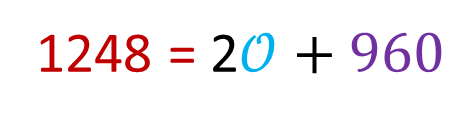 1248 = 2𝒪 + 960